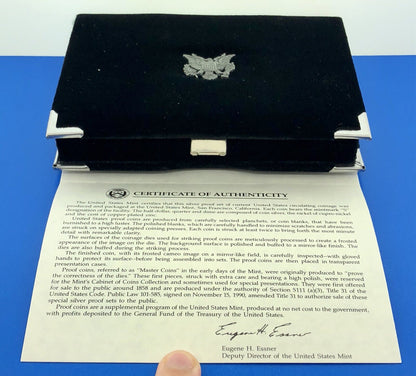 CERTIFICATE OF AUTHENTICITY
The United States Mint certifies that this silver proof set of current United States circulating coinage was
produced and packaged at the United States Mint, San Francisco, California. Each coin bears the mintmark "S"
designation of the facility. The half-dollar, quarter and dime are composed of coin silver, the nickel of cupro-nickel
and the cent of copper-plated zinc.
United States proof coins are produced from carefully selected planchets, or coin blanks, that have been
burnished to a high luster. The polished blanks, which are carefully handled to minimize scratches and abrasions,
are struck on specially adapted coining presses. Each coin is struck at least twice to bring forth the most minute
detail with remarkable clarity.
The surfaces of the coinage dies used for striking proof coins are meticulously processed to create a frosted
appearance of the image on the die. The background surface is polished and buffed to a mirror-like finish. The
dies are also buffed during the striking process.
The finished coin, with its frosted cameo image on a mirror-like field, is carefully inspected–with gloved
hands to protect its surface–before being assembled into sets. The proof coins are then placed in transparent
presentation cases.
Proof coins, referred to as "Master Coins" in the early days of the Mint, were originally produced to "prove
the correctness of the dies." These first pieces, struck with extra care and bearing a high polish, were reserved
for the Mint's Cabinet of Coins Collection and sometimes used for special presentations. They were first offered
for sale to the public around 1858 and are produced under the authority of Section 5111 (a)(3), Title 31 of the
United States Code. Public Law 101-585, signed on November 15, 1990, amended Title 31 to authorize sale of these
special silver proof sets to the public.
Proof coins are a supplemental program of the United States Mint, produced at no net cost to the government,
with profits deposited to the General Fund of the Treasury of the United States.
Eugene H. Essner
Eugene H. Essner
Deputy Director of the United States Mint